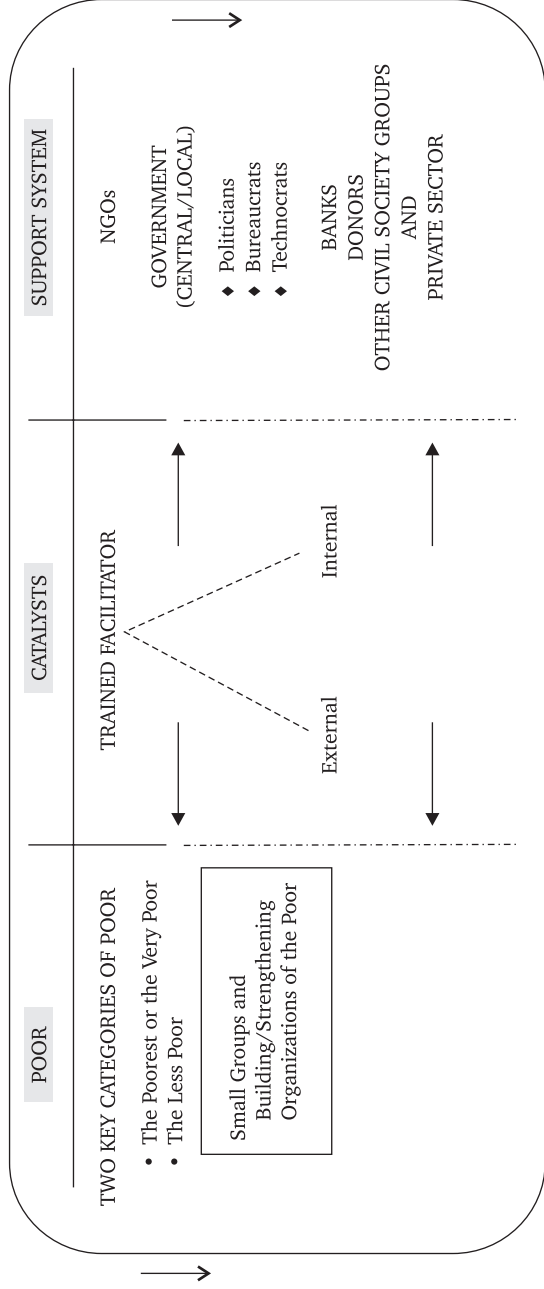 POOR
TWO KEY CATEGORIES OF POOR
• The Poorest or the Very Poor
• The Less Poor
Small Groups and
Building/Strengthening
Organizations of the Poor
CATALYSTS
TRAINED FACILITATOR
External
Internal
SUPPORT SYSTEM
NGOs
GOVERNMENT
(CENTRAL/LOCAL)
♦ Politicians
♦ Bureaucrats
♦ Technocrats
BANKS
DONORS
OTHER CIVIL SOCIETY GROUPS
AND
PRIVATE SECTOR